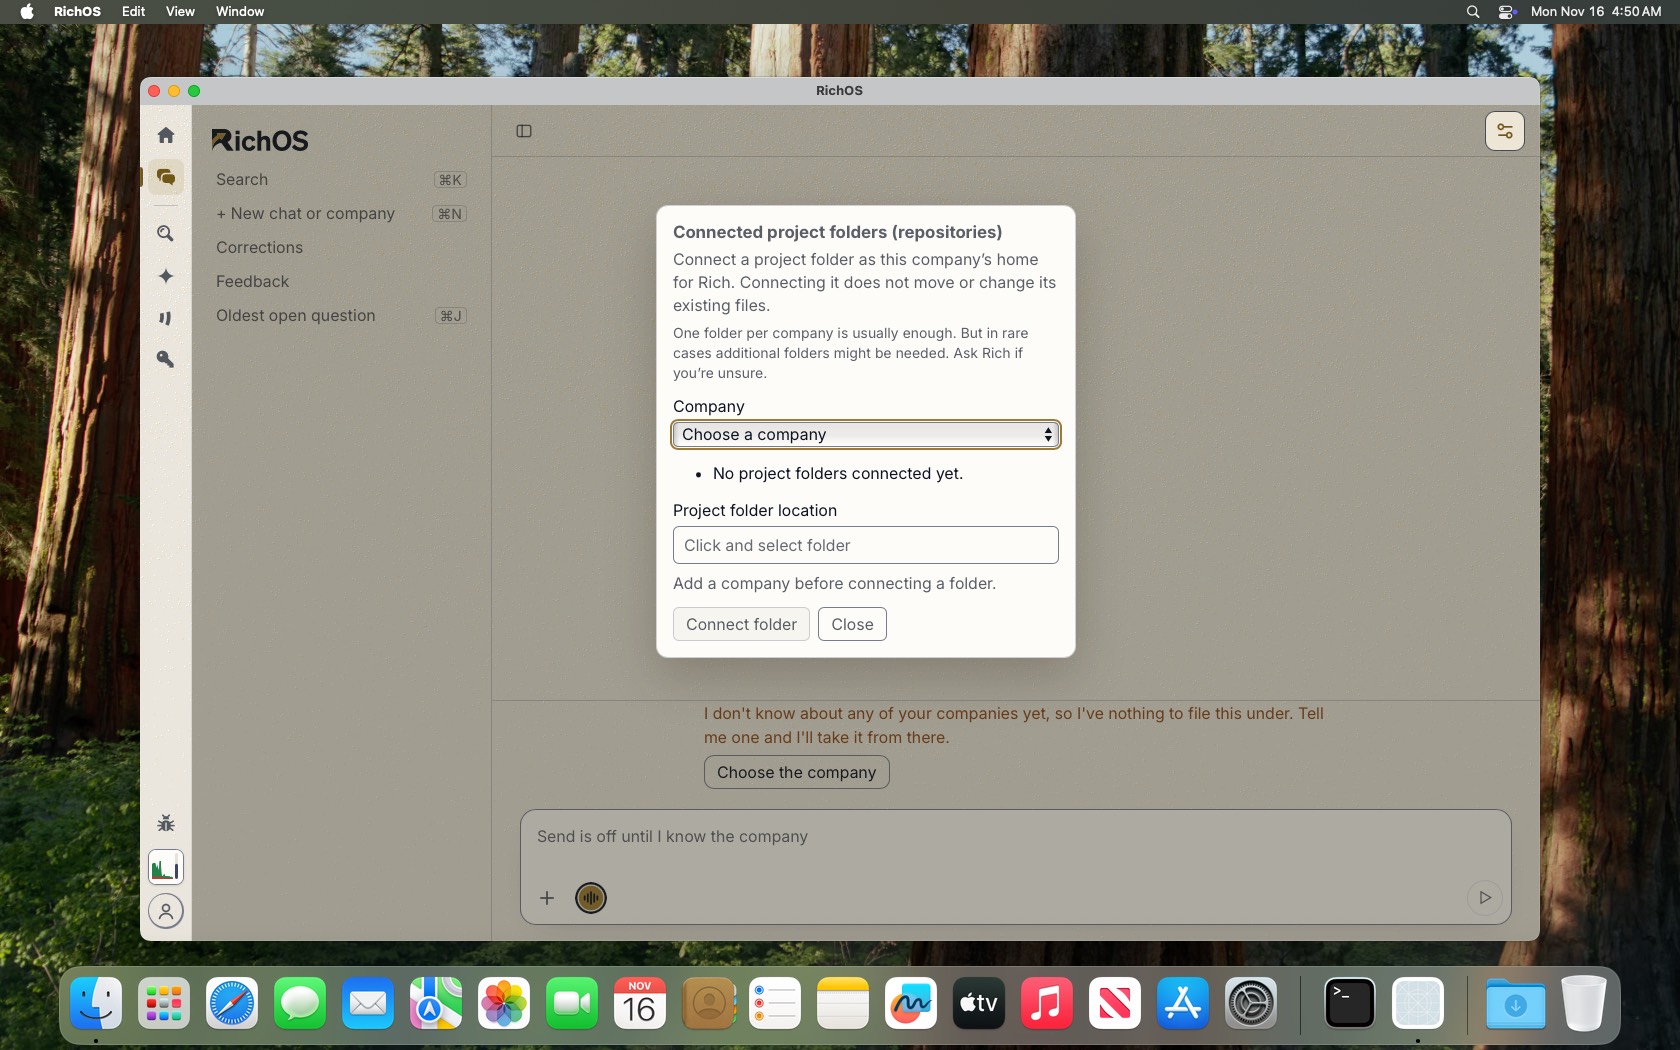 RichOS Edit View Window
Mon Nov 16 4:50 AM
RichOS
RichOS
Search ⌘K
+ New chat or company ⌘N
Corrections
Feedback
Oldest open question ⌘J
Connected project folders (repositories)
Connect a project folder as this company’s home
for Rich. Connecting it does not move or change its
existing files.
One folder per company is usually enough. But in rare
cases additional folders might be needed. Ask Rich if
you’re unsure.
Company
Choose a company
• No project folders connected yet.
Project folder location
Click and select folder
Add a company before connecting a folder.
Connect folder Close
I don't know about any of your companies yet, so I've nothing to file this under. Tell
me one and I'll take it from there.
Choose the company
Send is off until I know the company
NOV
16
tv
>_